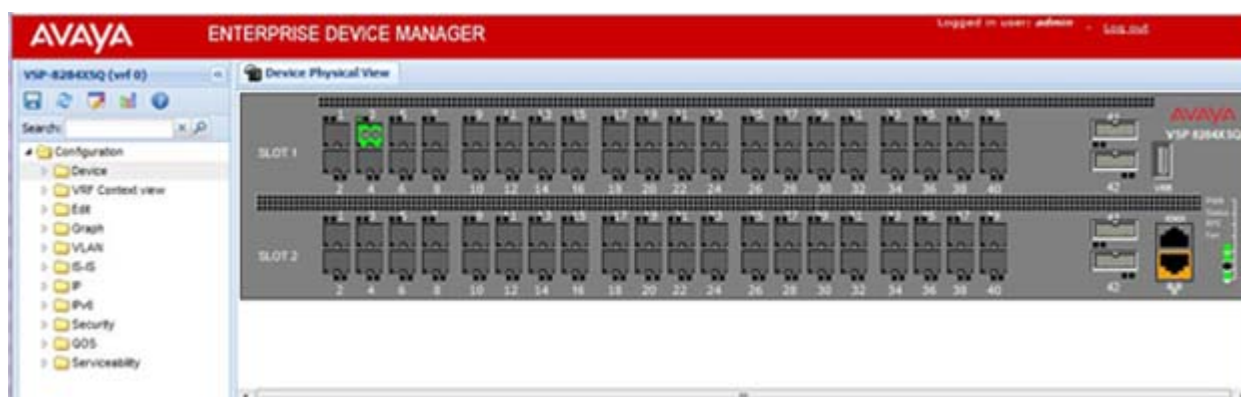 AVAYA ENTERPRISE DEVICE MANAGER
Logged in user: admin
Log out
VSP-8284XSQ (vrf 0)
Device Physical View
Search:
Configuration
Device
VRF Context view
Edit
Graph
VLAN
IS-IS
IP
IPv6
Security
QOS
Serviceability
AVAYA
VSP 8284XSQ
SLOT 1
USB
2 4 6 8 10 12 14 16 18 20 22 24 26 28 30 32 34 36 38 40 42
SLOT 2
2 4 6 8 10 12 14 16 18 20 22 24 26 28 30 32 34 36 38 40 42